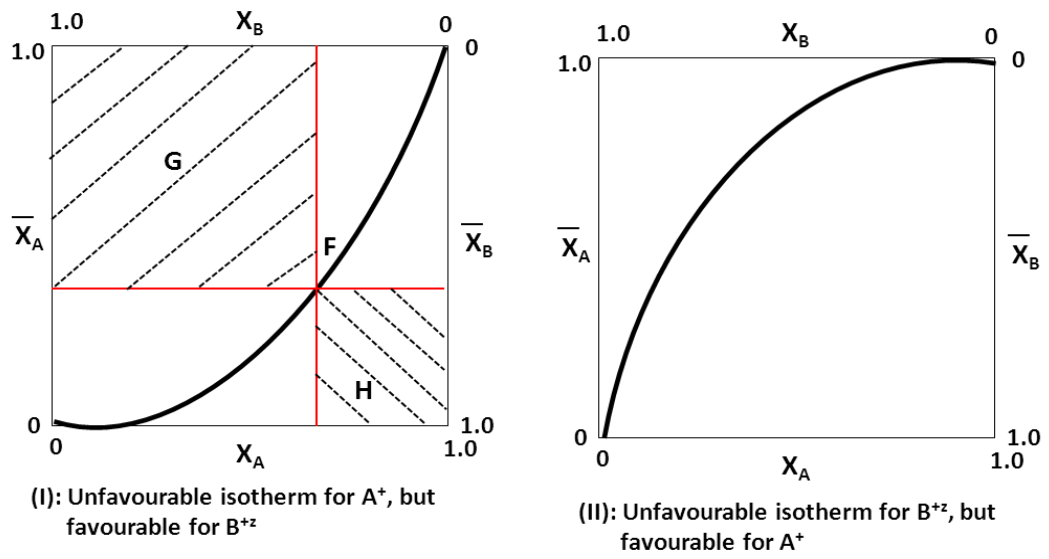 1.0 X_B 0
1.0 0
G
X̅_A F X̅_B
H
0 1.0
0 X_A 1.0
(I): Unfavourable isotherm for A⁺, but
favourable for B⁺ᶻ
1.0 X_B 0
1.0 0
X̅_A X̅_B
0 1.0
0 X_A 1.0
(II): Unfavourable isotherm for B⁺ᶻ, but
favourable for A⁺